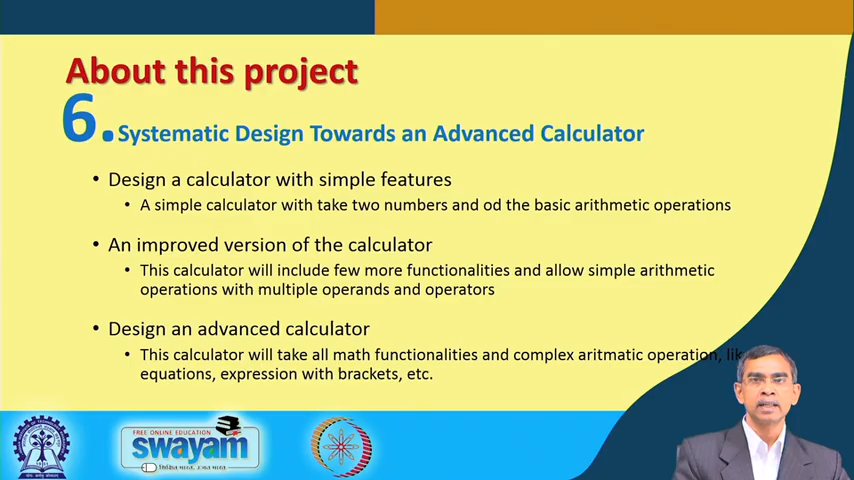 About this project
6. Systematic Design Towards an Advanced Calculator
• Design a calculator with simple features
• A simple calculator with take two numbers and od the basic arithmetic operations
• An improved version of the calculator
• This calculator will include few more functionalities and allow simple arithmetic
operations with multiple operands and operators
• Design an advanced calculator
• This calculator will take all math functionalities and complex aritmatic operation,
equations, expression with brackets, etc.
FREE ONLINE EDUCATION
swayam